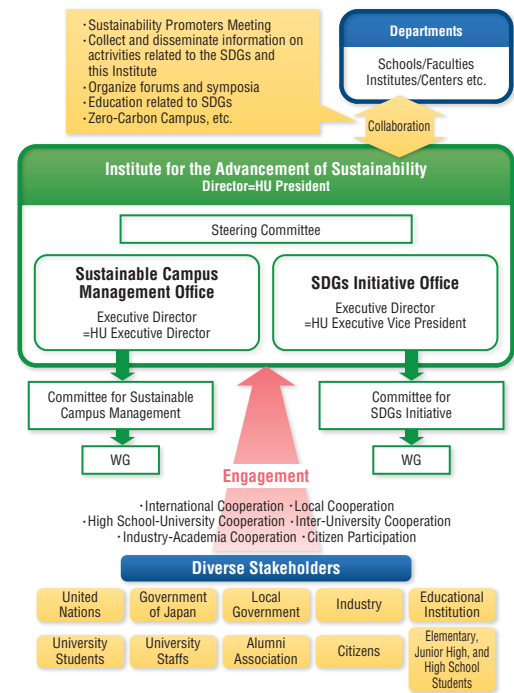 ・Sustainability Promoters Meeting
・Collect and disseminate information on
activities related to the SDGs and
this Institute
・Organize forums and symposia
・Education related to SDGs
・Zero-Carbon Campus, etc.
Departments
Schools/Faculties
Institutes/Centers etc.
Collaboration
Institute for the Advancement of Sustainability
Director=HU President
Steering Committee
Sustainable Campus
Management Office
Executive Director
=HU Executive Director
SDGs Initiative Office
Executive Director
=HU Executive Vice President
Committee for Sustainable
Campus Management
WG
Committee for
SDGs Initiative
WG
Engagement
・International Cooperation ・Local Cooperation
・High School-University Cooperation ・Inter-University Cooperation
・Industry-Academia Cooperation ・Citizen Participation
Diverse Stakeholders
United
Nations
Government
of Japan
Local
Government
Industry
Educational
Institution
University
Students
University
Staffs
Alumni
Association
Citizens
Elementary,
Junior High, and
High School
Students